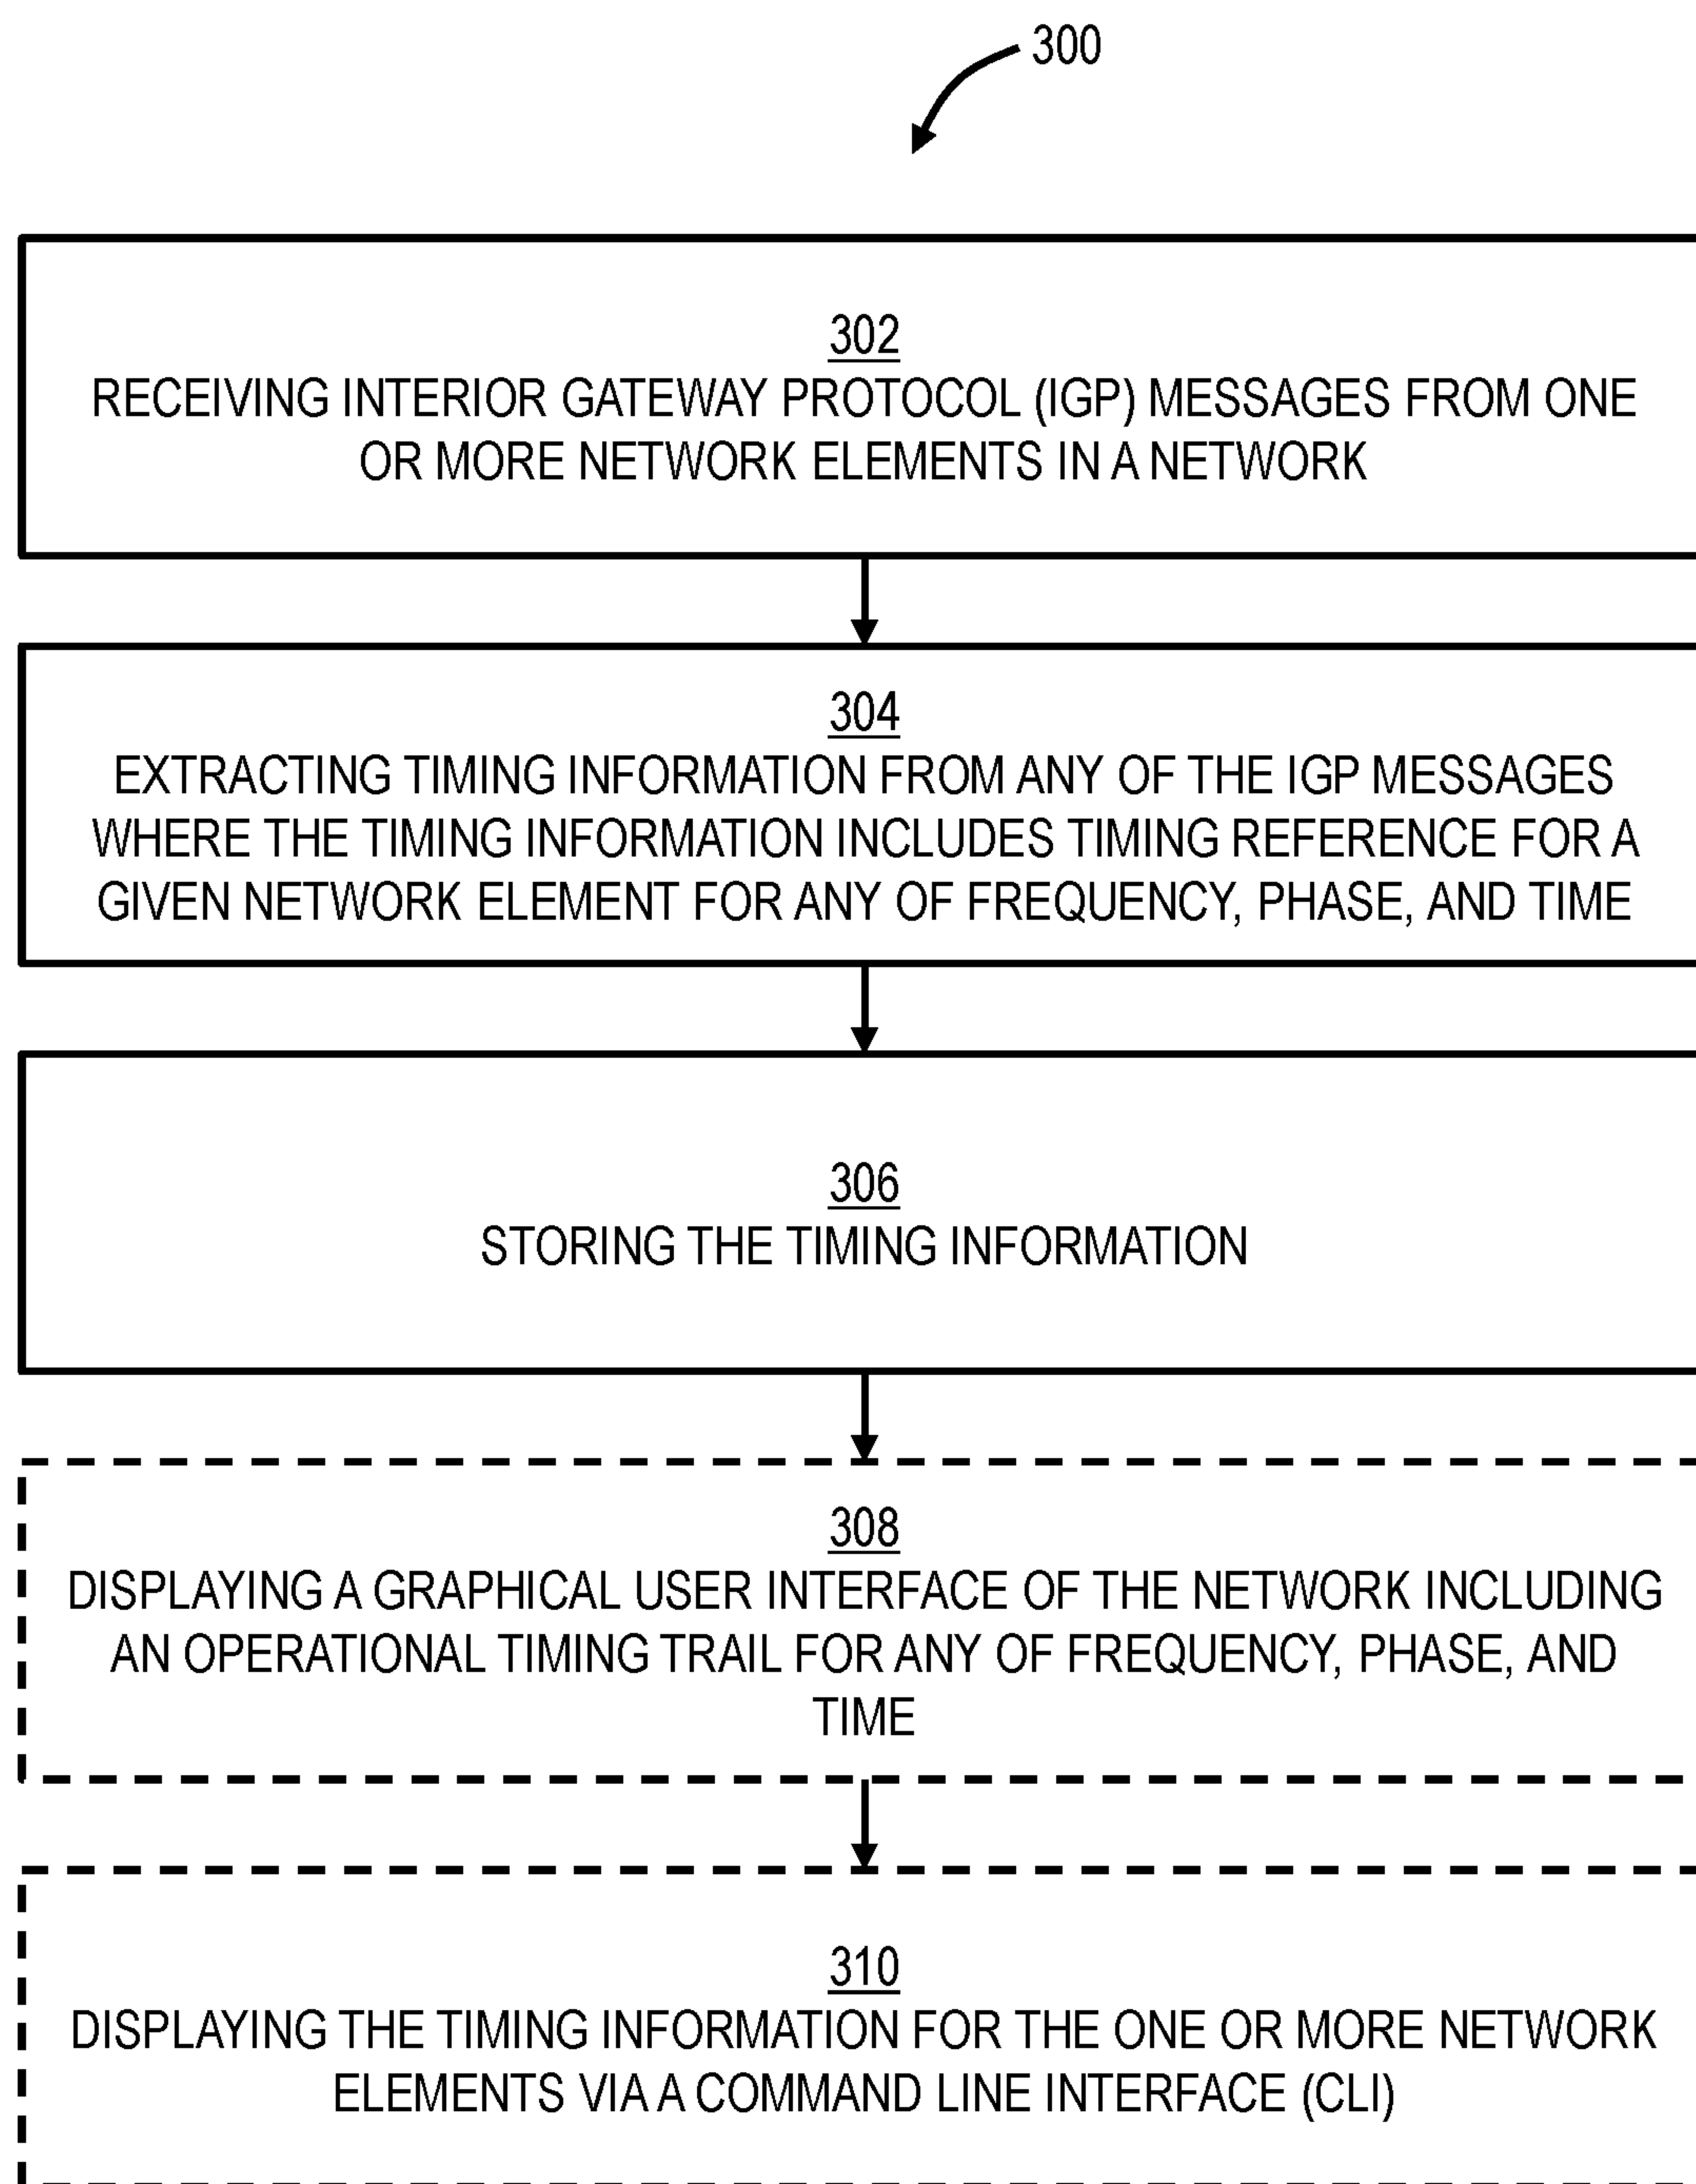 300
302
RECEIVING INTERIOR GATEWAY PROTOCOL (IGP) MESSAGES FROM ONE
OR MORE NETWORK ELEMENTS IN A NETWORK
304
EXTRACTING TIMING INFORMATION FROM ANY OF THE IGP MESSAGES
WHERE THE TIMING INFORMATION INCLUDES TIMING REFERENCE FOR A
GIVEN NETWORK ELEMENT FOR ANY OF FREQUENCY, PHASE, AND TIME
306
STORING THE TIMING INFORMATION
308
DISPLAYING A GRAPHICAL USER INTERFACE OF THE NETWORK INCLUDING
AN OPERATIONAL TIMING TRAIL FOR ANY OF FREQUENCY, PHASE, AND
TIME
310
DISPLAYING THE TIMING INFORMATION FOR THE ONE OR MORE NETWORK
ELEMENTS VIA A COMMAND LINE INTERFACE (CLI)